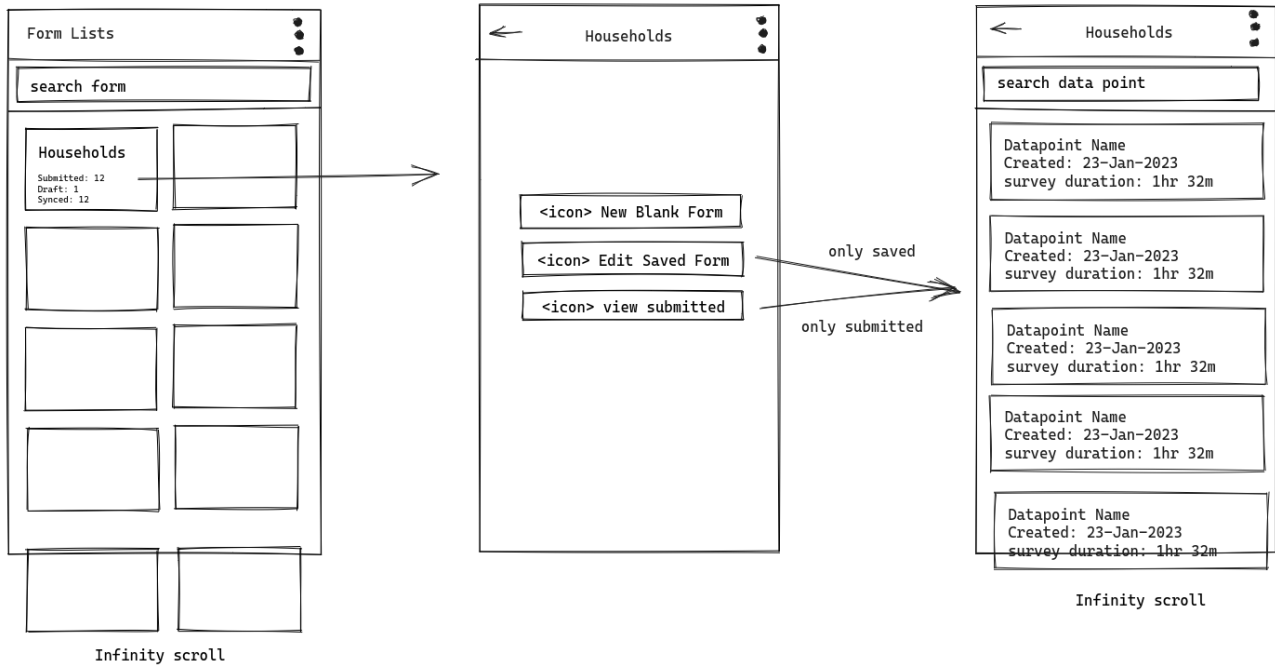 Form Lists
search form
Households
Submitted: 12
Draft: 1
Synced: 12
Infinity scroll
Households
<icon> New Blank Form
<icon> Edit Saved Form
<icon> view submitted
only saved
only submitted
Households
search data point
Datapoint Name
Created: 23-Jan-2023
survey duration: 1hr 32m
Datapoint Name
Created: 23-Jan-2023
survey duration: 1hr 32m
Datapoint Name
Created: 23-Jan-2023
survey duration: 1hr 32m
Datapoint Name
Created: 23-Jan-2023
survey duration: 1hr 32m
Datapoint Name
Created: 23-Jan-2023
survey duration: 1hr 32m
Infinity scroll